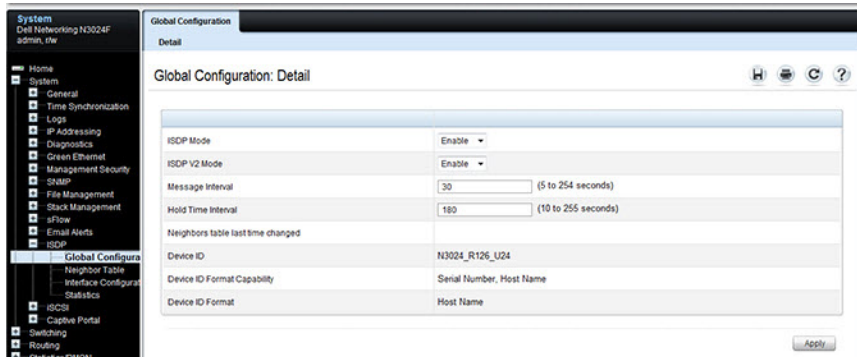 System
Dell Networking N3024F
admin, r/w
Home
System
General
Time Synchronization
Logs
IP Addressing
Diagnostics
Green Ethernet
Management Security
SNMP
File Management
Stack Management
sFlow
Email Alerts
ISDP
Global Configura
Neighbor Table
Interface Configurat
Statistics
iSCSI
Captive Portal
Switching
Routing
Global Configuration
Detail
Global Configuration: Detail
ISDP Mode Enable
ISDP V2 Mode Enable
Message Interval 30 (5 to 254 seconds)
Hold Time Interval 180 (10 to 255 seconds)
Neighbors table last time changed
Device ID N3024_R126_U24
Device ID Format Capability Serial Number, Host Name
Device ID Format Host Name
Apply